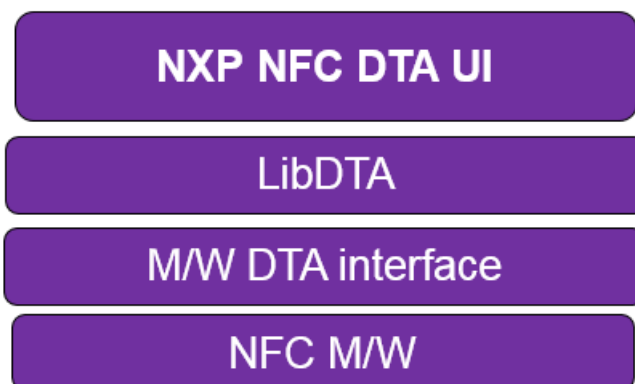 NXP NFC DTA UI
LibDTA
M/W DTA interface
NFC M/W